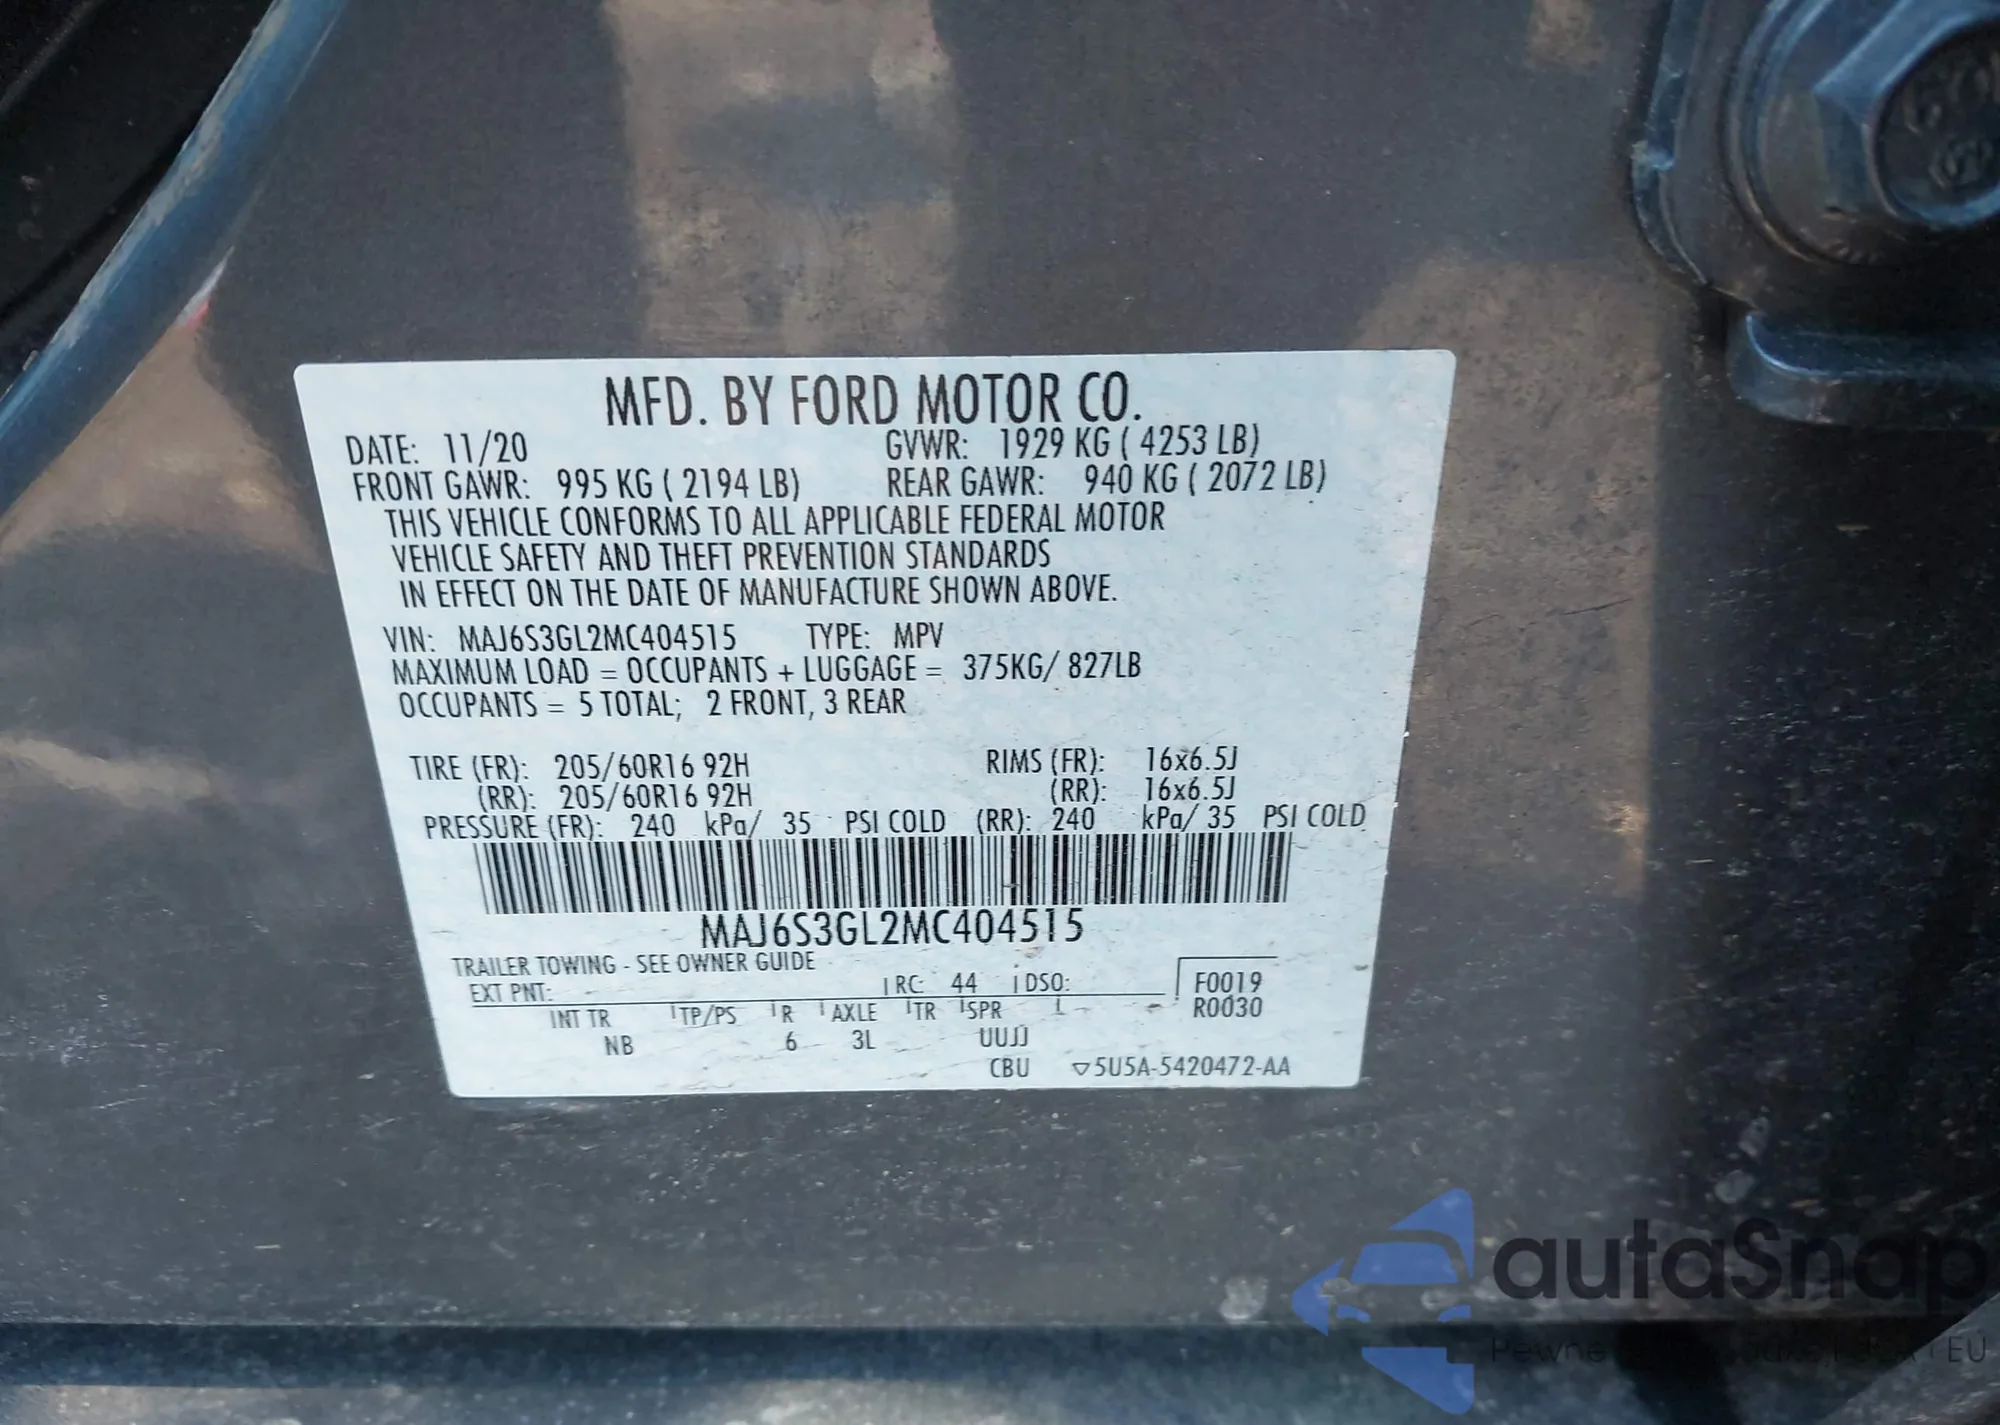 MFD. BY FORD MOTOR CO.
DATE: 11/20 GVWR: 1929 KG ( 4253 LB)
FRONT GAWR: 995 KG ( 2194 LB) REAR GAWR: 940 KG ( 2072 LB)
THIS VEHICLE CONFORMS TO ALL APPLICABLE FEDERAL MOTOR
VEHICLE SAFETY AND THEFT PREVENTION STANDARDS
IN EFFECT ON THE DATE OF MANUFACTURE SHOWN ABOVE.
VIN: MAJ6S3GL2MC404515 TYPE: MPV
MAXIMUM LOAD = OCCUPANTS + LUGGAGE = 375KG/ 827LB
OCCUPANTS = 5 TOTAL; 2 FRONT, 3 REAR
TIRE (FR): 205/60R16 92H RIMS (FR): 16x6.5J
(RR): 205/60R16 92H (RR): 16x6.5J
PRESSURE (FR): 240 kPa/ 35 PSI COLD (RR): 240 kPa/ 35 PSI COLD
MAJ6S3GL2MC404515
TRAILER TOWING - SEE OWNER GUIDE
EXT PNT: RC: 44 DSO: F0019
R0030
INT TR TP/PS R AXLE TR SPR
NB 6 3L UUJJ
CBU ▽5U5A-5420472-AA
autaSnap
EU